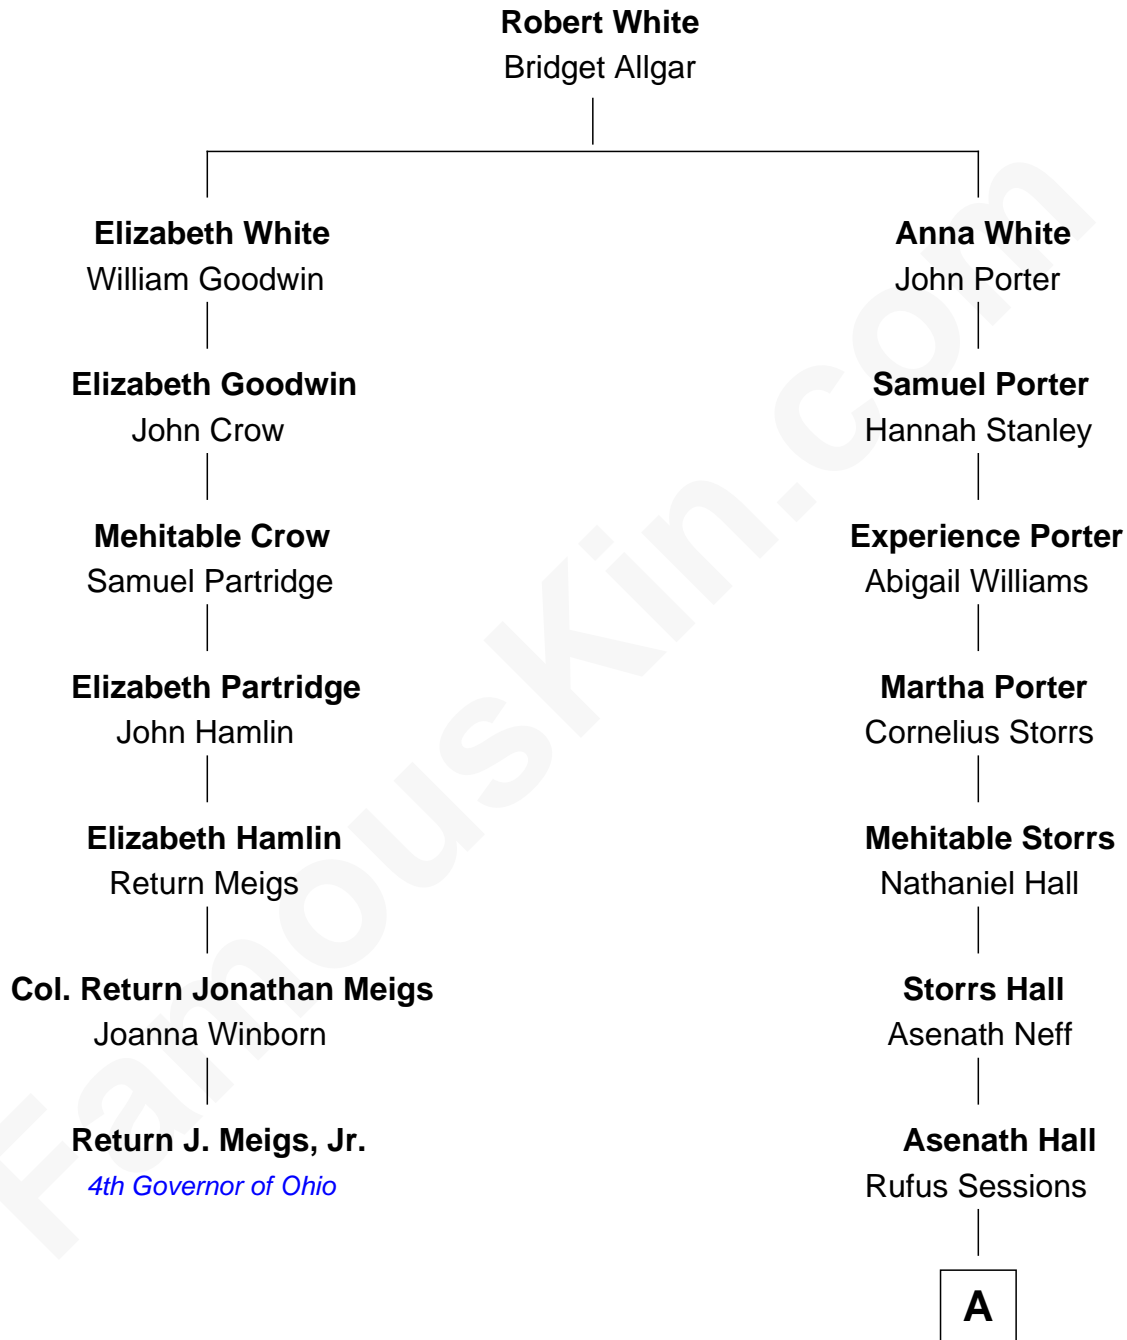 Robert White
Bridget Allgar
Elizabeth White
William Goodwin
Anna White
John Porter
Elizabeth Goodwin
John Crow
Samuel Porter
Hannah Stanley
Mehitable Crow
Samuel Partridge
Experience Porter
Abigail Williams
Elizabeth Partridge
John Hamlin
Martha Porter
Cornelius Storrs
Elizabeth Hamlin
Return Meigs
Mehitable Storrs
Nathaniel Hall
Col. Return Jonathan Meigs
Joanna Winborn
Storrs Hall
Asenath Neff
Return J. Meigs, Jr.
4th Governor of Ohio
Asenath Hall
Rufus Sessions
A
FamousKin.com